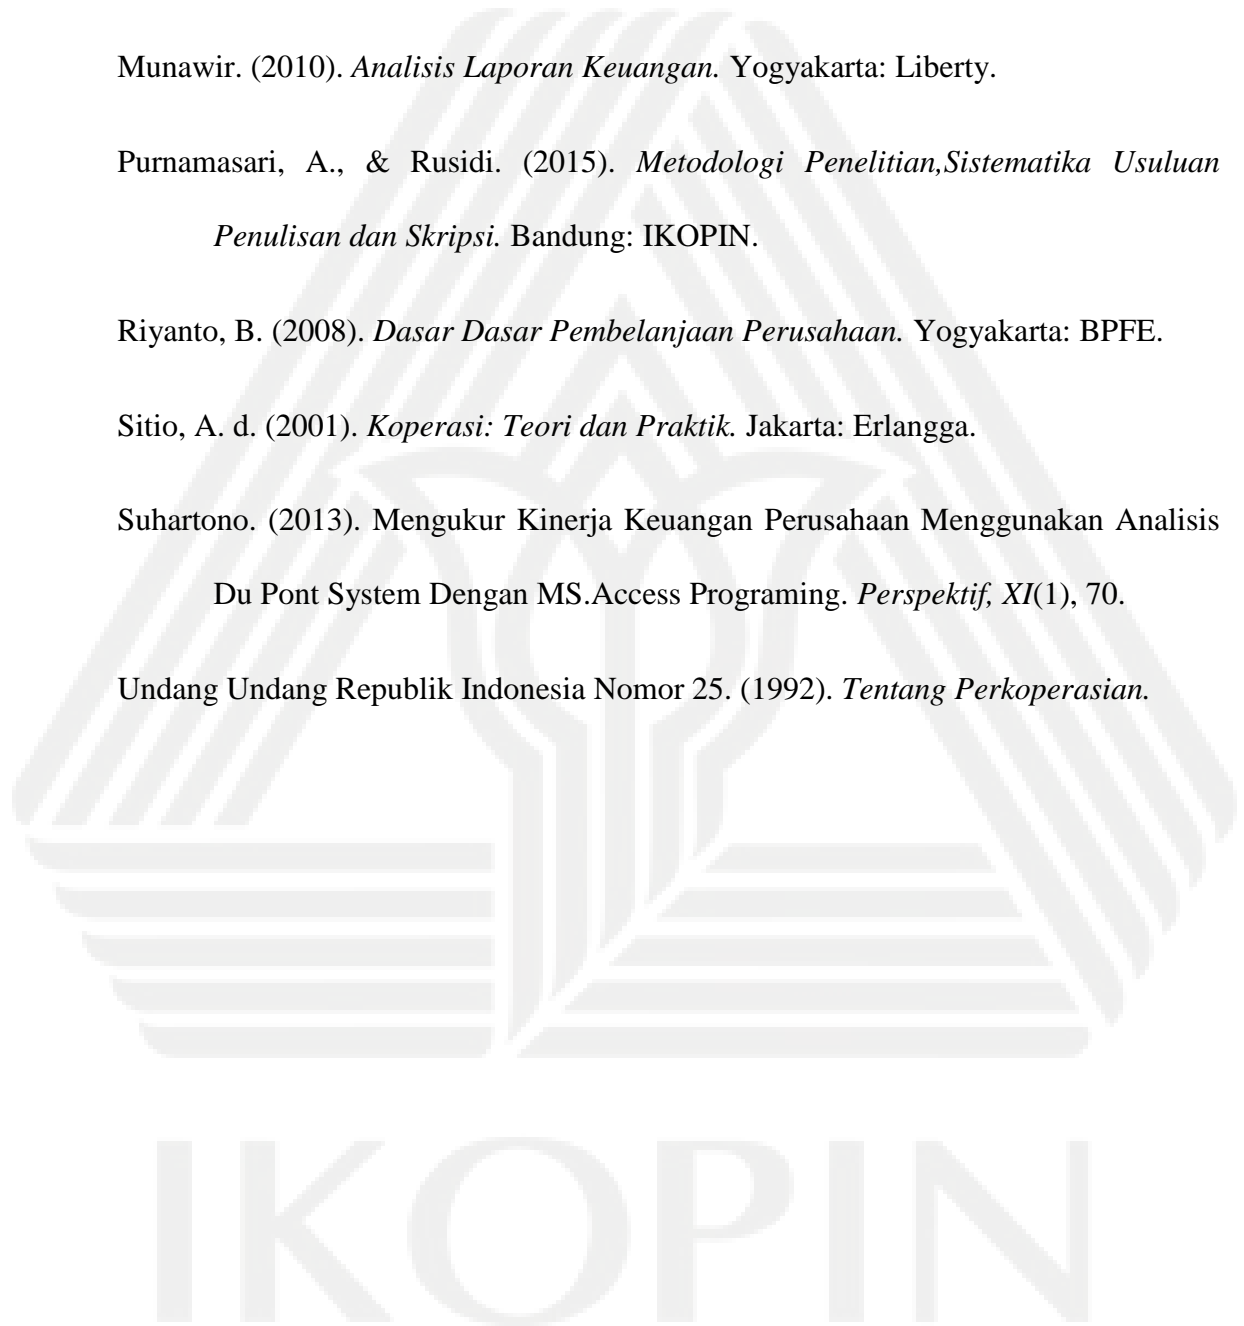 Munawir. (2010). Analisis Laporan Keuangan. Yogyakarta: Liberty.
Purnamasari, A., & Rusidi. (2015). Metodologi Penelitian,Sistematika Usuluan
Penulisan dan Skripsi. Bandung: IKOPIN.
Riyanto, B. (2008). Dasar Dasar Pembelanjaan Perusahaan. Yogyakarta: BPFE.
Sitio, A. d. (2001). Koperasi: Teori dan Praktik. Jakarta: Erlangga.
Suhartono. (2013). Mengukur Kinerja Keuangan Perusahaan Menggunakan Analisis
Du Pont System Dengan MS.Access Programing. Perspektif, XI(1), 70.
Undang Undang Republik Indonesia Nomor 25. (1992). Tentang Perkoperasian.
IKOPIN